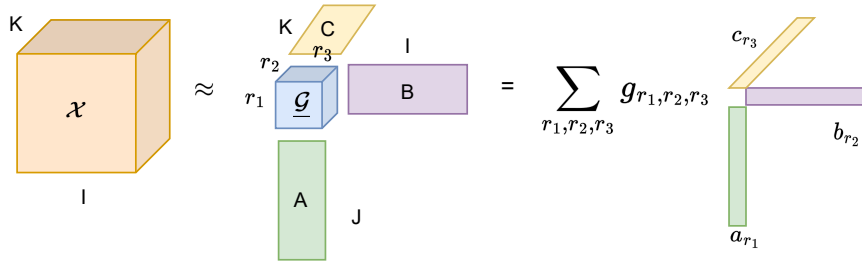 K
𝒳
I
≈
K
C
r₃
r₂
r₁
𝒢
I
B
A
J
=
∑
r₁,r₂,r₃
g_{r₁,r₂,r₃}
c_{r₃}
b_{r₂}
a_{r₁}